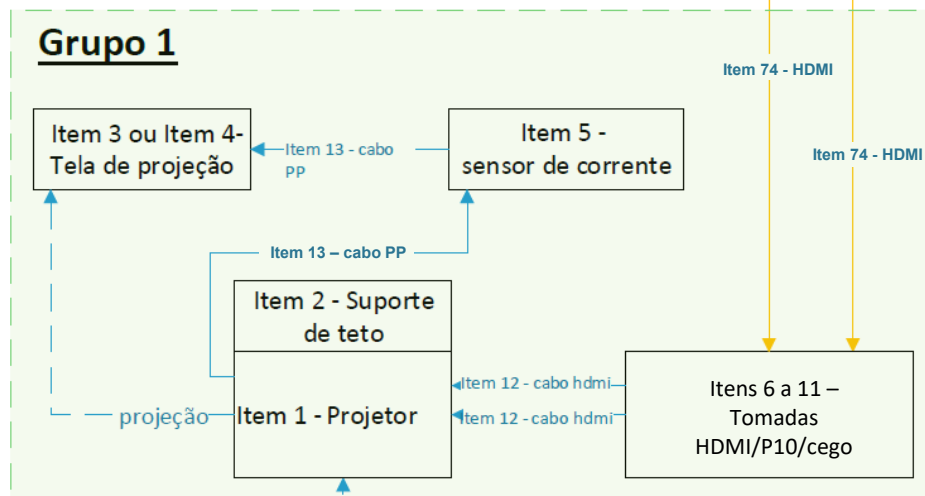 Grupo 1
Item 74 - HDMI
Item 74 - HDMI
Item 3 ou Item 4-
Tela de projeção
Item 13 - cabo
PP
Item 5 -
sensor de corrente
Item 13 – cabo PP
Item 2 - Suporte
de teto
Item 1 - Projetor
projeção
Item 12 - cabo hdmi
Item 12 - cabo hdmi
Itens 6 a 11 –
Tomadas
HDMI/P10/cego